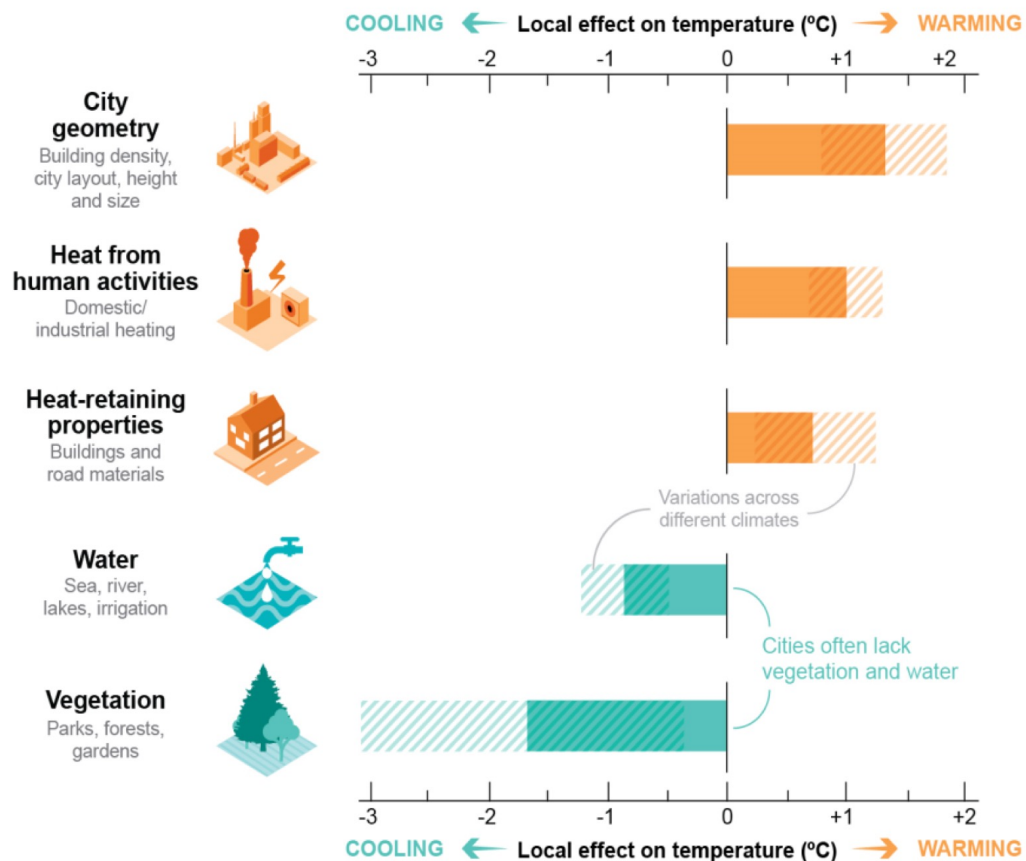 COOLING Local effect on temperature (ºC) WARMING
-3 -2 -1 0 +1 +2
City
geometry
Building density,
city layout, height
and size
Heat from
human activities
Domestic/
industrial heating
Heat-retaining
properties
Buildings and
road materials
Variations across
different climates
Water
Sea, river,
lakes, irrigation
Cities often lack
vegetation and water
Vegetation
Parks, forests,
gardens
-3 -2 -1 0 +1 +2
COOLING Local effect on temperature (ºC) WARMING